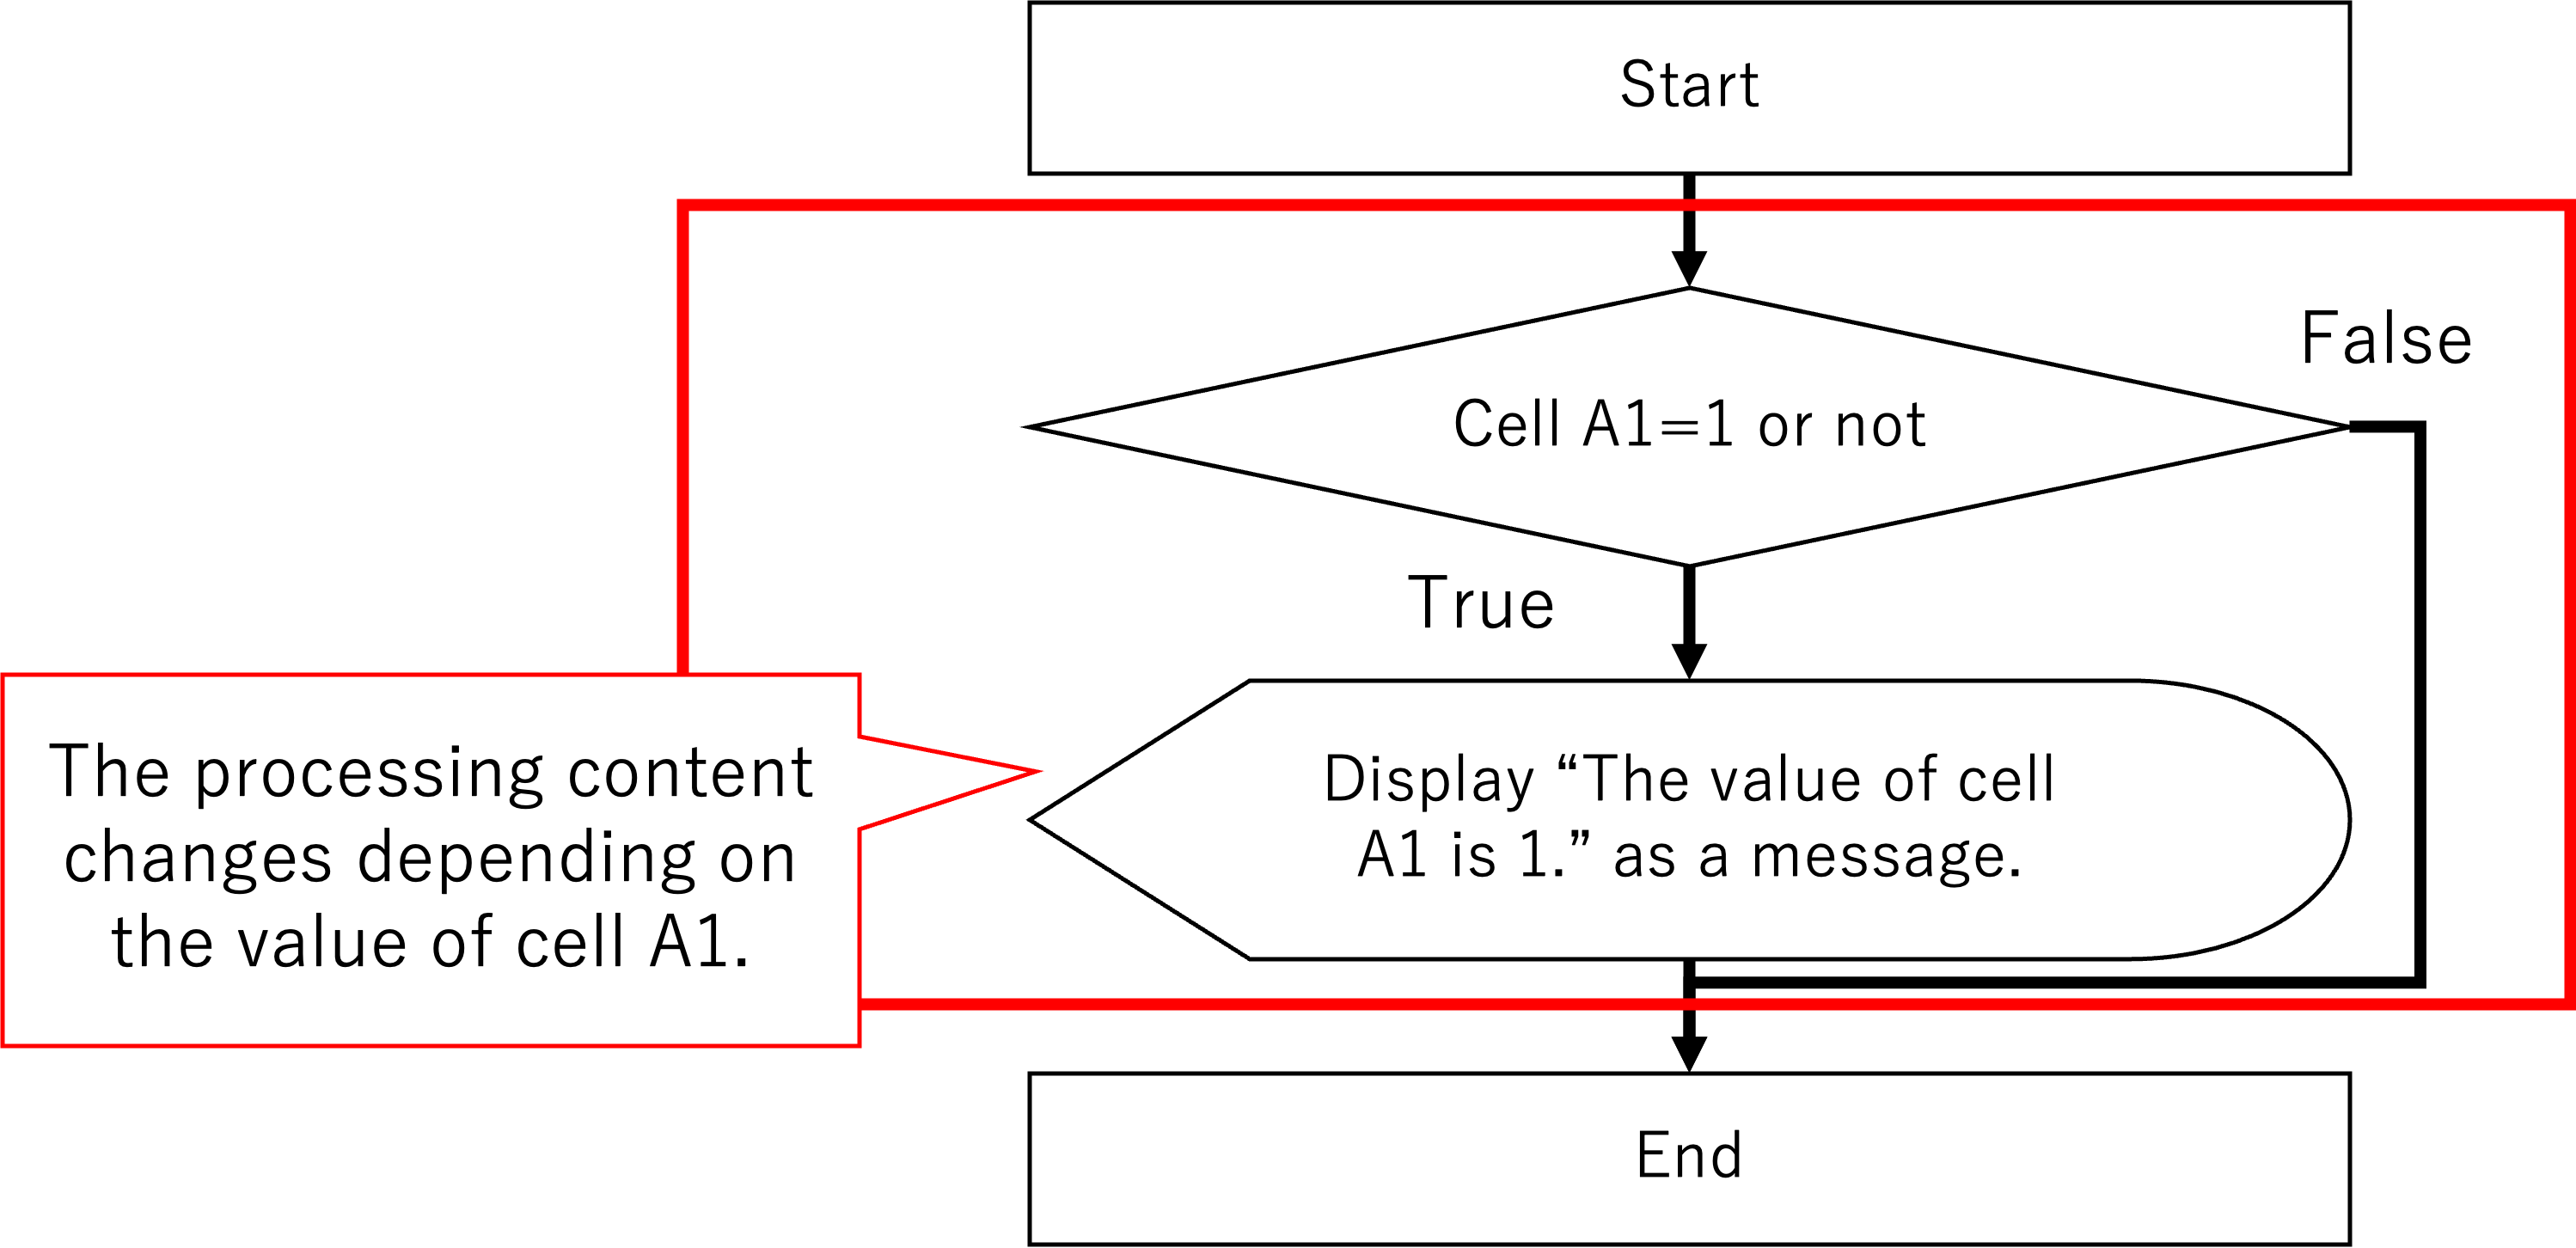 Start
False
Cell A1=1 or not
True
The processing content
changes depending on
the value of cell A1.
Display “The value of cell
A1 is 1.” as a message.
End